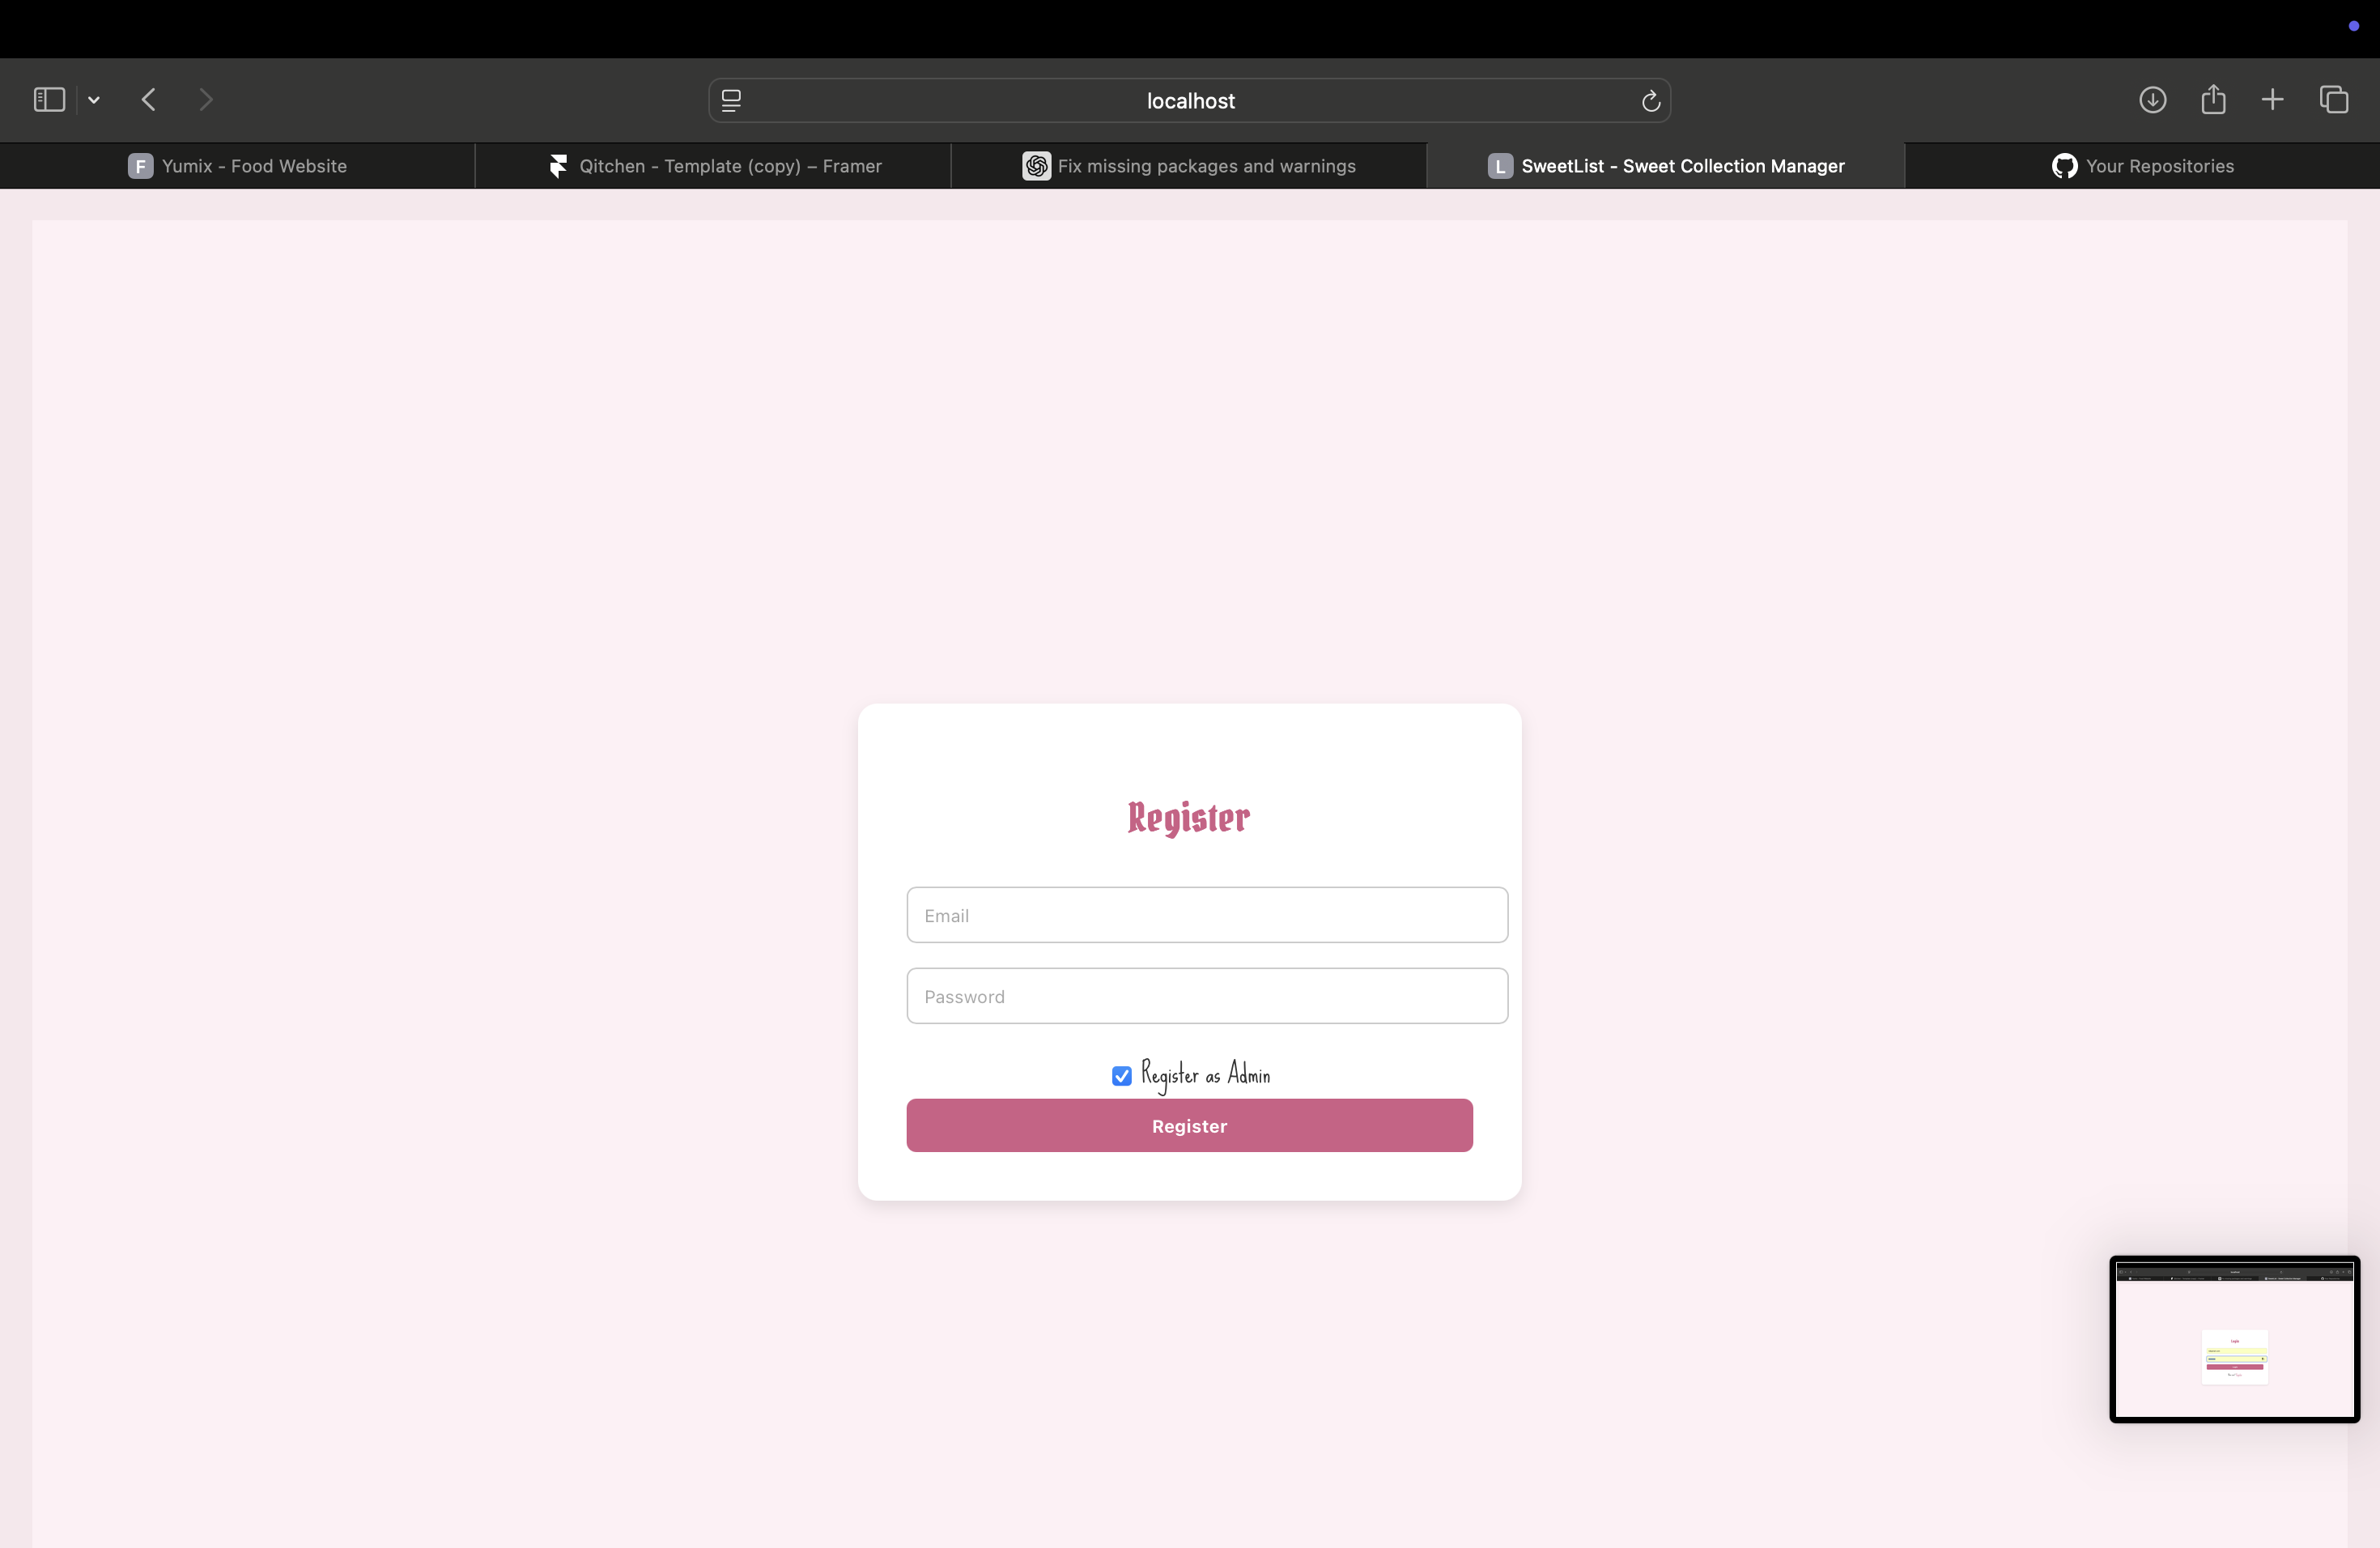 localhost
F Yumix - Food Website
Qitchen - Template (copy) – Framer
Fix missing packages and warnings
L SweetList - Sweet Collection Manager
Your Repositories
Register
Email
Password
Register as Admin
Register